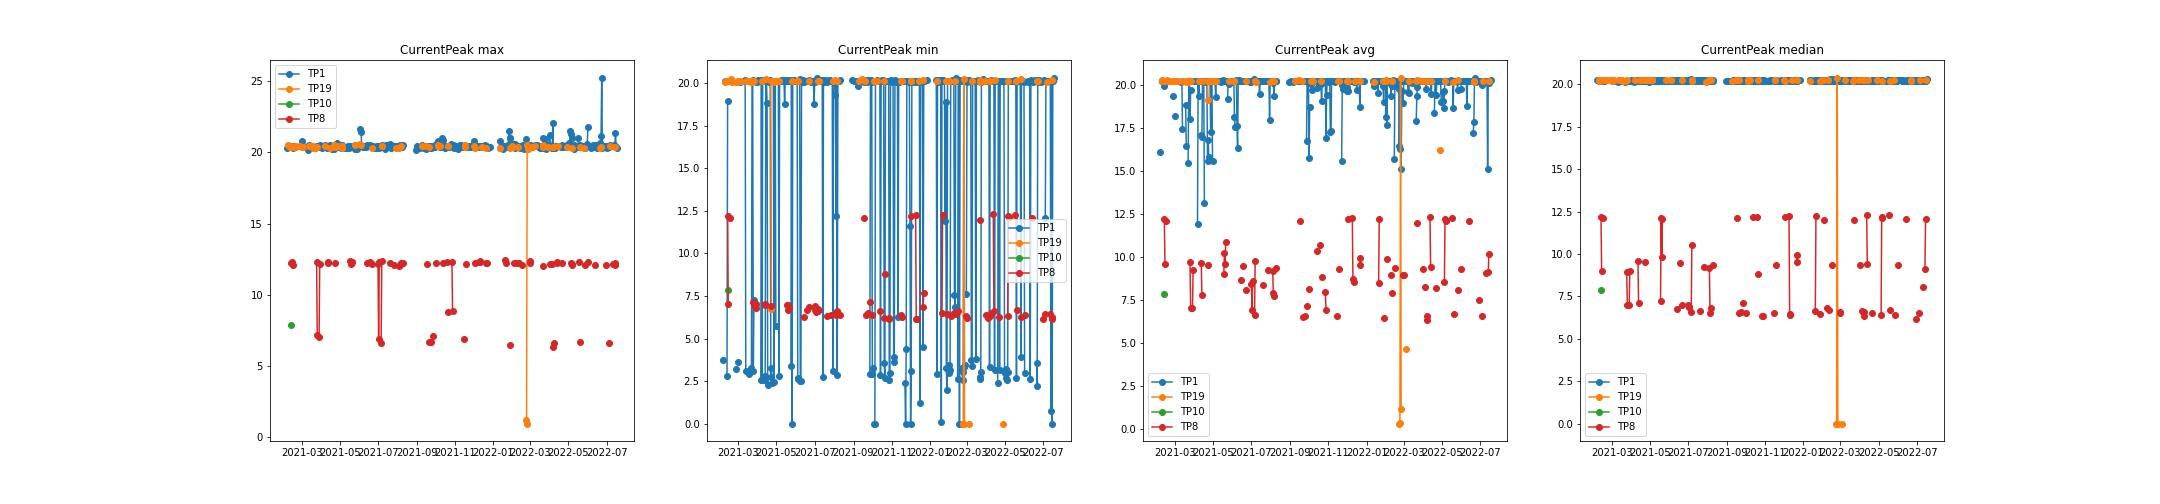 CurrentPeak max
25
20
15
10
5
0
2021-03 2021-05 2021-07 2021-09 2021-11 2022-01 2022-03 2022-05 2022-07
TP1
TP19
TP10
TP8
CurrentPeak min
20.0
17.5
15.0
12.5
10.0
7.5
5.0
2.5
0.0
2021-03 2021-05 2021-07 2021-09 2021-11 2022-01 2022-03 2022-05 2022-07
TP1
TP19
TP10
TP8
CurrentPeak avg
20.0
17.5
15.0
12.5
10.0
7.5
5.0
2.5
0.0
2021-03 2021-05 2021-07 2021-09 2021-11 2022-01 2022-03 2022-05 2022-07
TP1
TP19
TP10
TP8
CurrentPeak median
20.0
17.5
15.0
12.5
10.0
7.5
5.0
2.5
0.0
2021-03 2021-05 2021-07 2021-09 2021-11 2022-01 2022-03 2022-05 2022-07
TP1
TP19
TP10
TP8